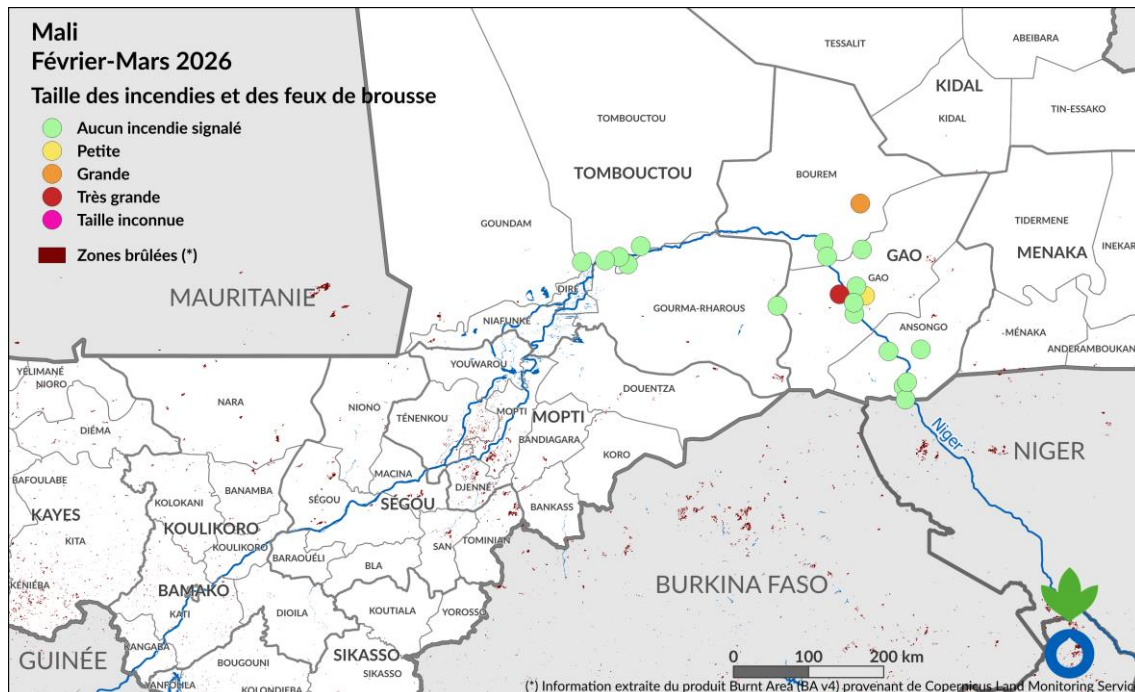 Mali
Février-Mars 2026
Taille des incendies et des feux de brousse
Aucun incendie signalé
Petite
Grande
Très grande
Taille inconnue
Zones brûlées (*)
TESSALIT
ABEIBARA
KIDAL
KIDAL
TIN-ESSAKO
TOMBOUCTOU
TOMBOUCTOU
BOUREM
GOUNDAM
TIDERMENE
MENAKA
INEKAR
GAO
GAO
DIRE
MAURITANIE
GOURMA-RHAROUS
NIAFUNKE
ANSONGO
MÉNAKA
ANDERAMBOUKAN
YOUWAROU
YÉLIMANÉ
NIORO
NARA
NIONO
TÉNENKOU
DOUENTZA
MOPTI
MOPTI
DIÉMA
BANDIAGARA
KORO
Niger
NIGER
BAFOULABE
MACINA
BANAMBA
KOLOKANI
SÉGOU
SÉGOU
DJENNÉ
BANKASS
KAYES
KOULIKORO
KITA
KOULIKORO
BARAOUÉLI
SAN
TOMINIAN
BLA
KÉNIÉBA
BAMAKO
BURKINA FASO
KATI
DIOILA
KOUTIALA
YOROSSO
KANGABA
GUINÉE
BOUGOUNI
SIKASSO
SIKASSO
YANFOLILA
KOLONDIEBA
0 100 200 km
(*) Information extraite du produit Burnt Area (BA v4) provenant de Copernicus Land Monitoring Servic